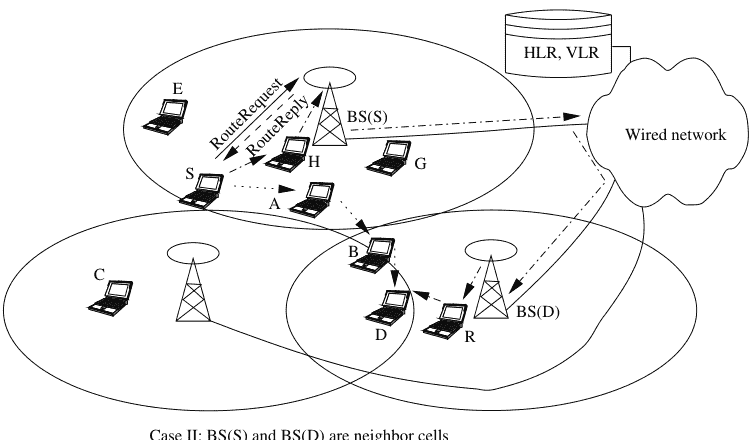 HLR, VLR
E
RouteRequest
RouteReply
BS(S)
Wired network
H
G
S
A
B
C
BS(D)
D
R
Case II: BS(S) and BS(D) are neighbor cells